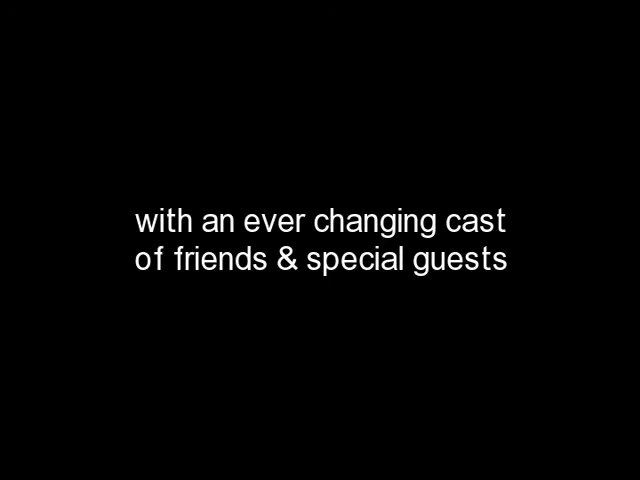 with an ever changing cast
of friends & special guests